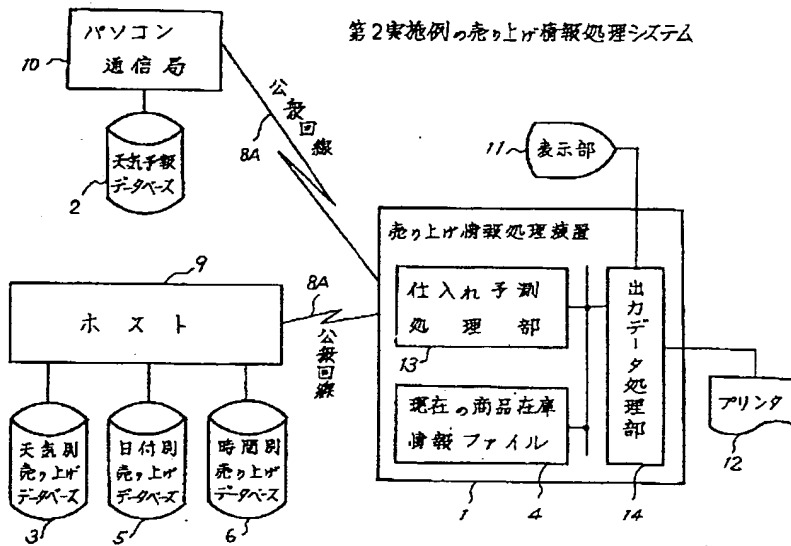 第2実施例の売り上げ情報処理システム
パソコン
通信局
10
公衆回線
8A
天気予報
データベース
2
11
表示部
売り上げ情報処理装置
9
ホスト
8A
公衆回線
仕入れ予測
処理部
13
出力データ処理部
現在の商品在庫
情報ファイル
プリンタ
12
天気別
売り上げ
データベース
日付別
売り上げ
データベース
時間別
売り上げ
データベース
3
5
6
1
4
14